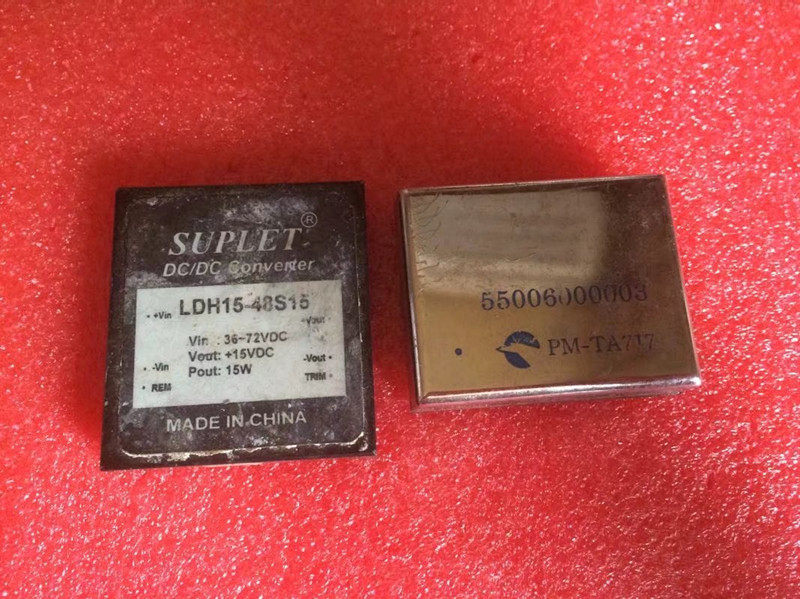 SUPLET®
DC/DC Converter
LDH15-48S15
+Vin
+Vout
Vin : 36~72VDC
Vout: +15VDC
-Vin
-Vout
Pout: 15W
REM
TRIM
MADE IN CHINA
55006000003
PM-TA717